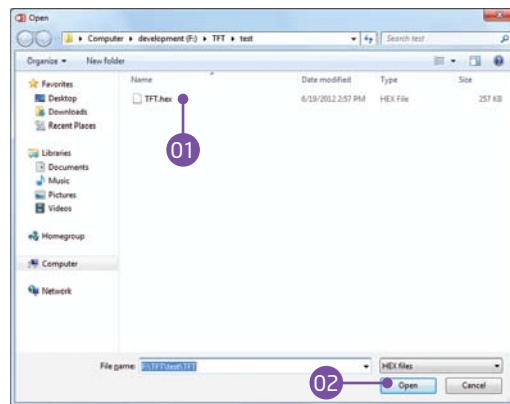 Open
Computer ▸ development (F:) ▸ TFT ▸ test
Search test
Organize
New folder
Name
Date modified
Type
Size
TFT.hex
6/19/2012 2:57 PM
HEX File
257 KB
01
Favorites
Desktop
Downloads
Recent Places
Libraries
Documents
Music
Pictures
Videos
Homegroup
Computer
Network
File name:
F:\TFT\test\TFT
HEX files
02
Open
Cancel